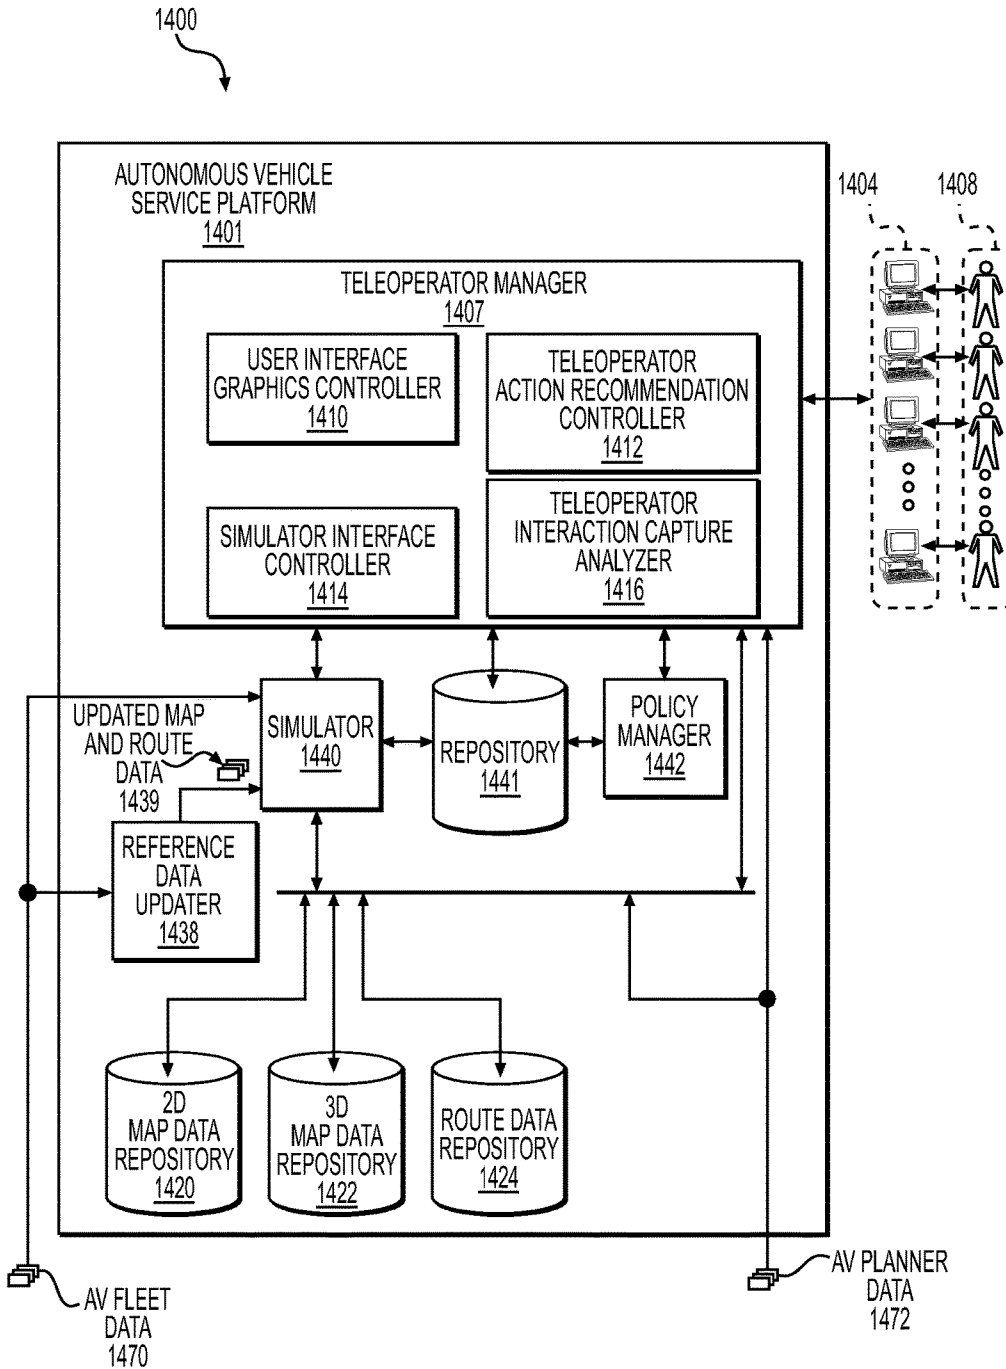 1400
AUTONOMOUS VEHICLE
SERVICE PLATFORM
1401
1404
1408
TELEOPERATOR MANAGER
1407
USER INTERFACE
GRAPHICS CONTROLLER
1410
TELEOPERATOR
ACTION RECOMMENDATION
CONTROLLER
1412
SIMULATOR INTERFACE
CONTROLLER
1414
TELEOPERATOR
INTERACTION CAPTURE
ANALYZER
1416
UPDATED MAP
AND ROUTE
DATA
1439
SIMULATOR
1440
REPOSITORY
1441
POLICY
MANAGER
1442
REFERENCE
DATA
UPDATER
1438
2D
MAP DATA
REPOSITORY
1420
3D
MAP DATA
REPOSITORY
1422
ROUTE DATA
REPOSITORY
1424
AV FLEET
DATA
1470
AV PLANNER
DATA
1472